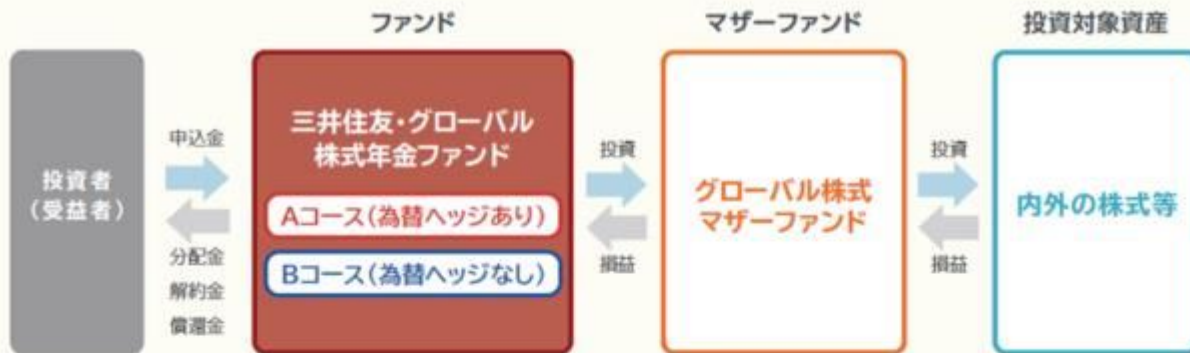 ファンド
マザーファンド
投資対象資産
投資者
(受益者)
申込金
分配金
解約金
償還金
三井住友・グローバル
株式年金ファンド
Aコース(為替ヘッジあり)
Bコース(為替ヘッジなし)
投資
損益
グローバル株式
マザーファンド
投資
損益
内外の株式等